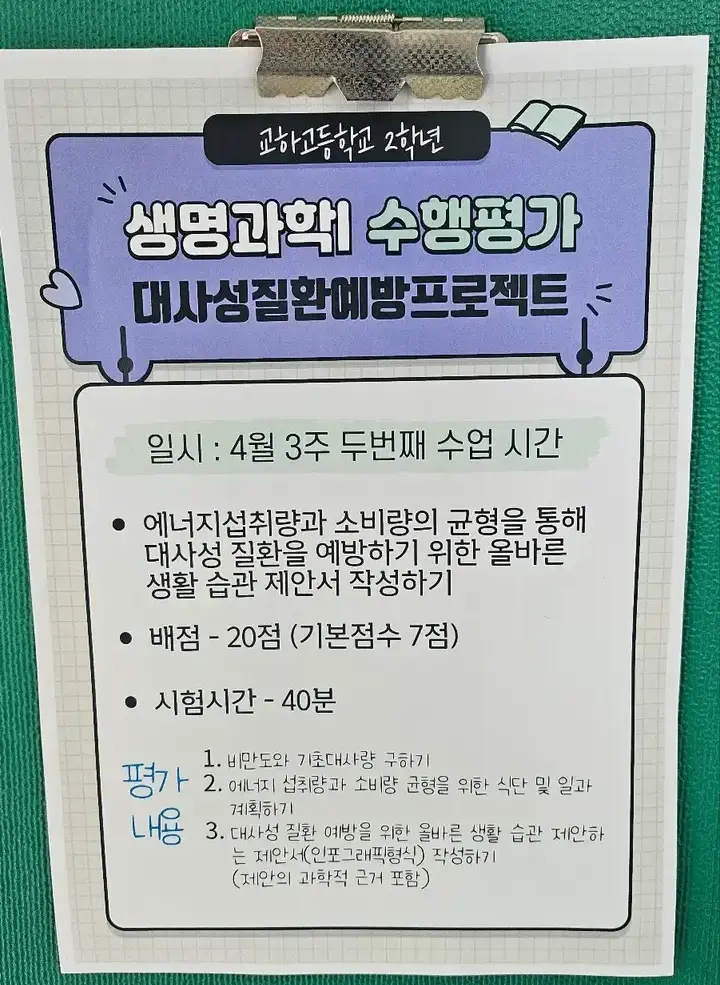 교하고등학교 2학년
생명과학I 수행평가
대사성질환예방프로젝트
일시 : 4월 3주 두번째 수업 시간
• 에너지섭취량과 소비량의 균형을 통해
대사성 질환을 예방하기 위한 올바른
생활 습관 제안서 작성하기
• 배점 - 20점 (기본점수 7점)
• 시험시간 - 40분
평가
내용
1. 비만도와 기초대사량 구하기
2. 에너지 섭취량과 소비량 균형을 위한 식단 및 일과
계획하기
3. 대사성 질환 예방을 위한 올바른 생활 습관 제안하
는 제안서(인포그래픽형식) 작성하기
(제안의 과학적 근거 포함)